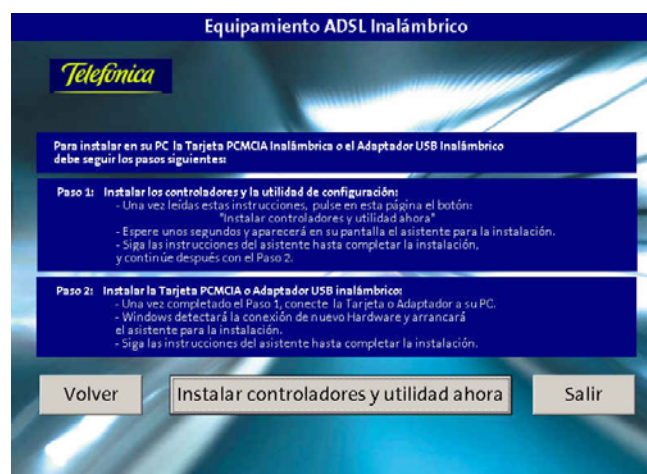 Equipamiento ADSL Inalámbrico
Telefónica
Para instalar en su PC la Tarjeta PCMCIA Inalámbrica o el Adaptador USB Inalámbrico
debe seguir los pasos siguientes:
Paso 1: Instalar los controladores y la utilidad de configuración:
- Una vez leídas estas instrucciones, pulse en esta página el botón:
"Instalar controladores y utilidad ahora"
- Espere unos segundos y aparecerá en su pantalla el asistente para la instalación.
- Siga las instrucciones del asistente hasta completar la instalación,
y continúe después con el Paso 2.
Paso 2: Instalar la Tarjeta PCMCIA o Adaptador USB inalámbrico:
- Una vez completado el Paso 1, conecte la Tarjeta o Adaptador a su PC.
- Windows detectará la conexión de nuevo Hardware y arrancará
el asistente para la instalación.
- Siga las instrucciones del asistente hasta completar la instalación.
Volver
Instalar controladores y utilidad ahora
Salir